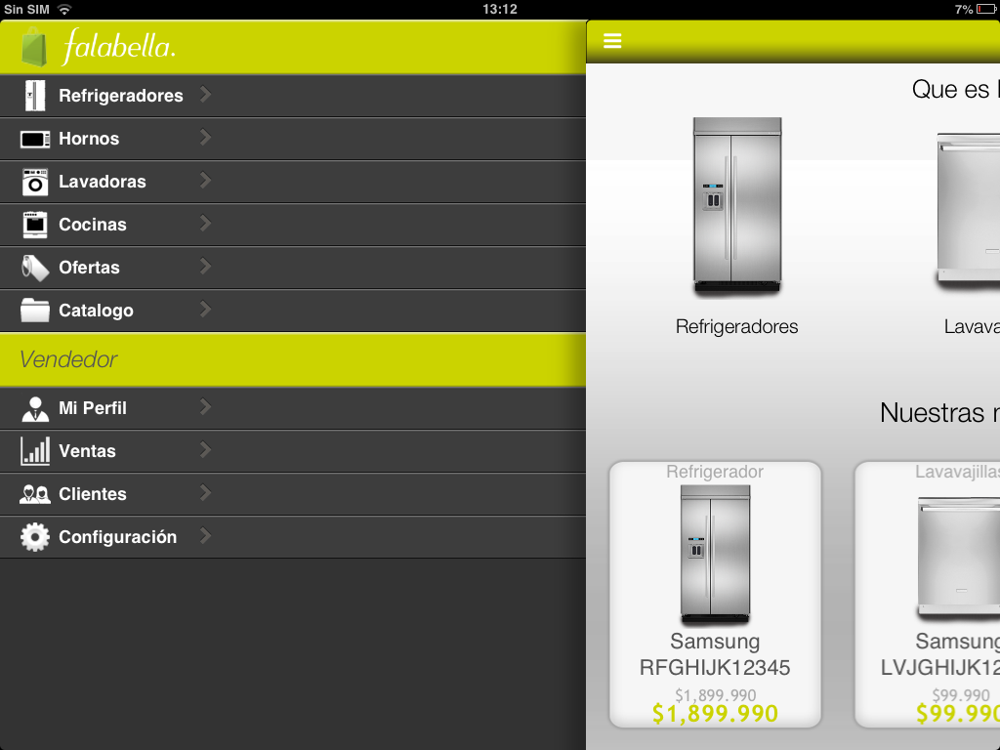 Sin SIM
13:12
7%
falabella.
Refrigeradores
Hornos
Lavadoras
Cocinas
Ofertas
Catalogo
Vendedor
Mi Perfil
Ventas
Clientes
Configuración
Que es
Refrigeradores
Lavava
Nuestras
Refrigerador
Lavavajillas
Samsung
RFGHIJK12345
$1,899.990
$1,899.990
Samsung
LVJGHIJK12
$99.990
$99.990